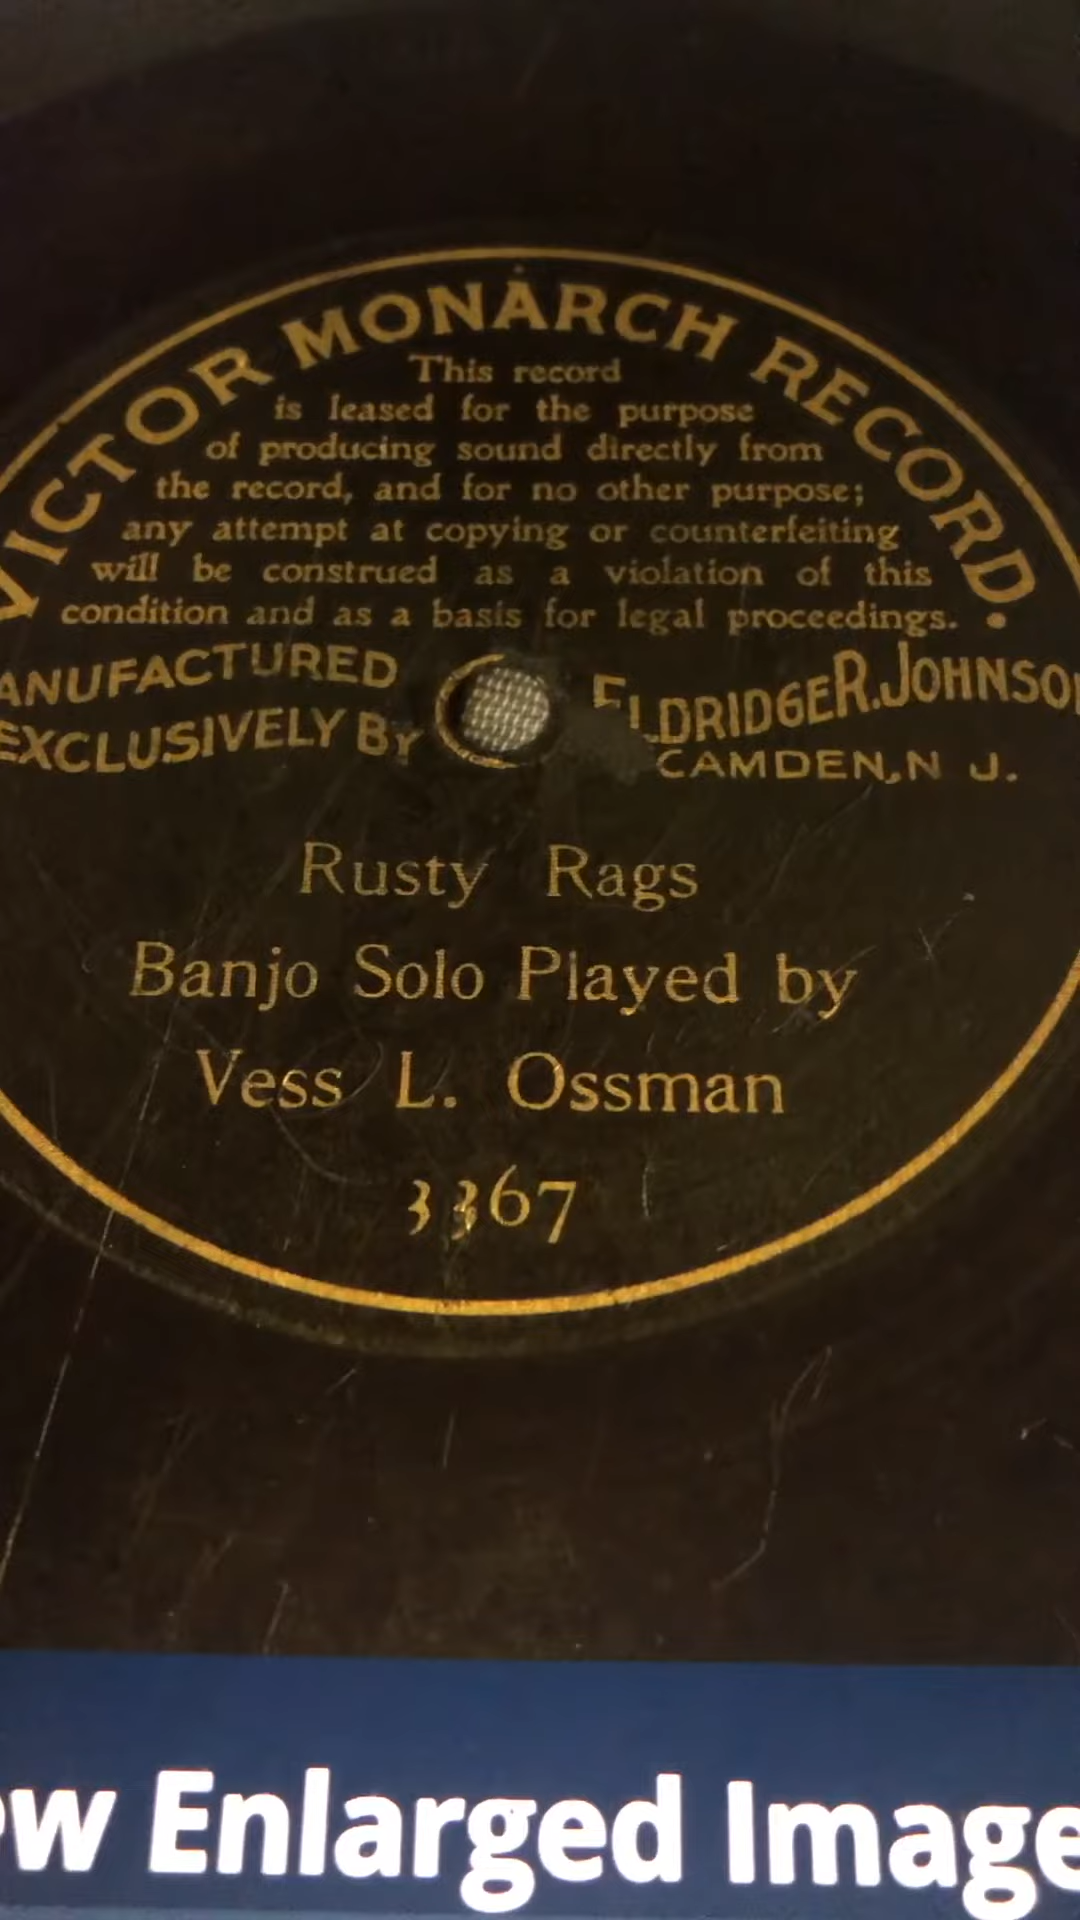 VICTOR MONARCH RECORD.
This record
is leased for the purpose
of producing sound directly from
the record, and for no other purpose;
any attempt at copying or counterfeiting
will be construed as a violation of this
condition and as a basis for legal proceedings.
ANUFACTURED
EXCLUSIVELY BY
ELDRIDGE R. JOHNSO
CAMDEN, N J.
Rusty Rags
Banjo Solo Played by
Vess L. Ossman
3367
ew Enlarged Image